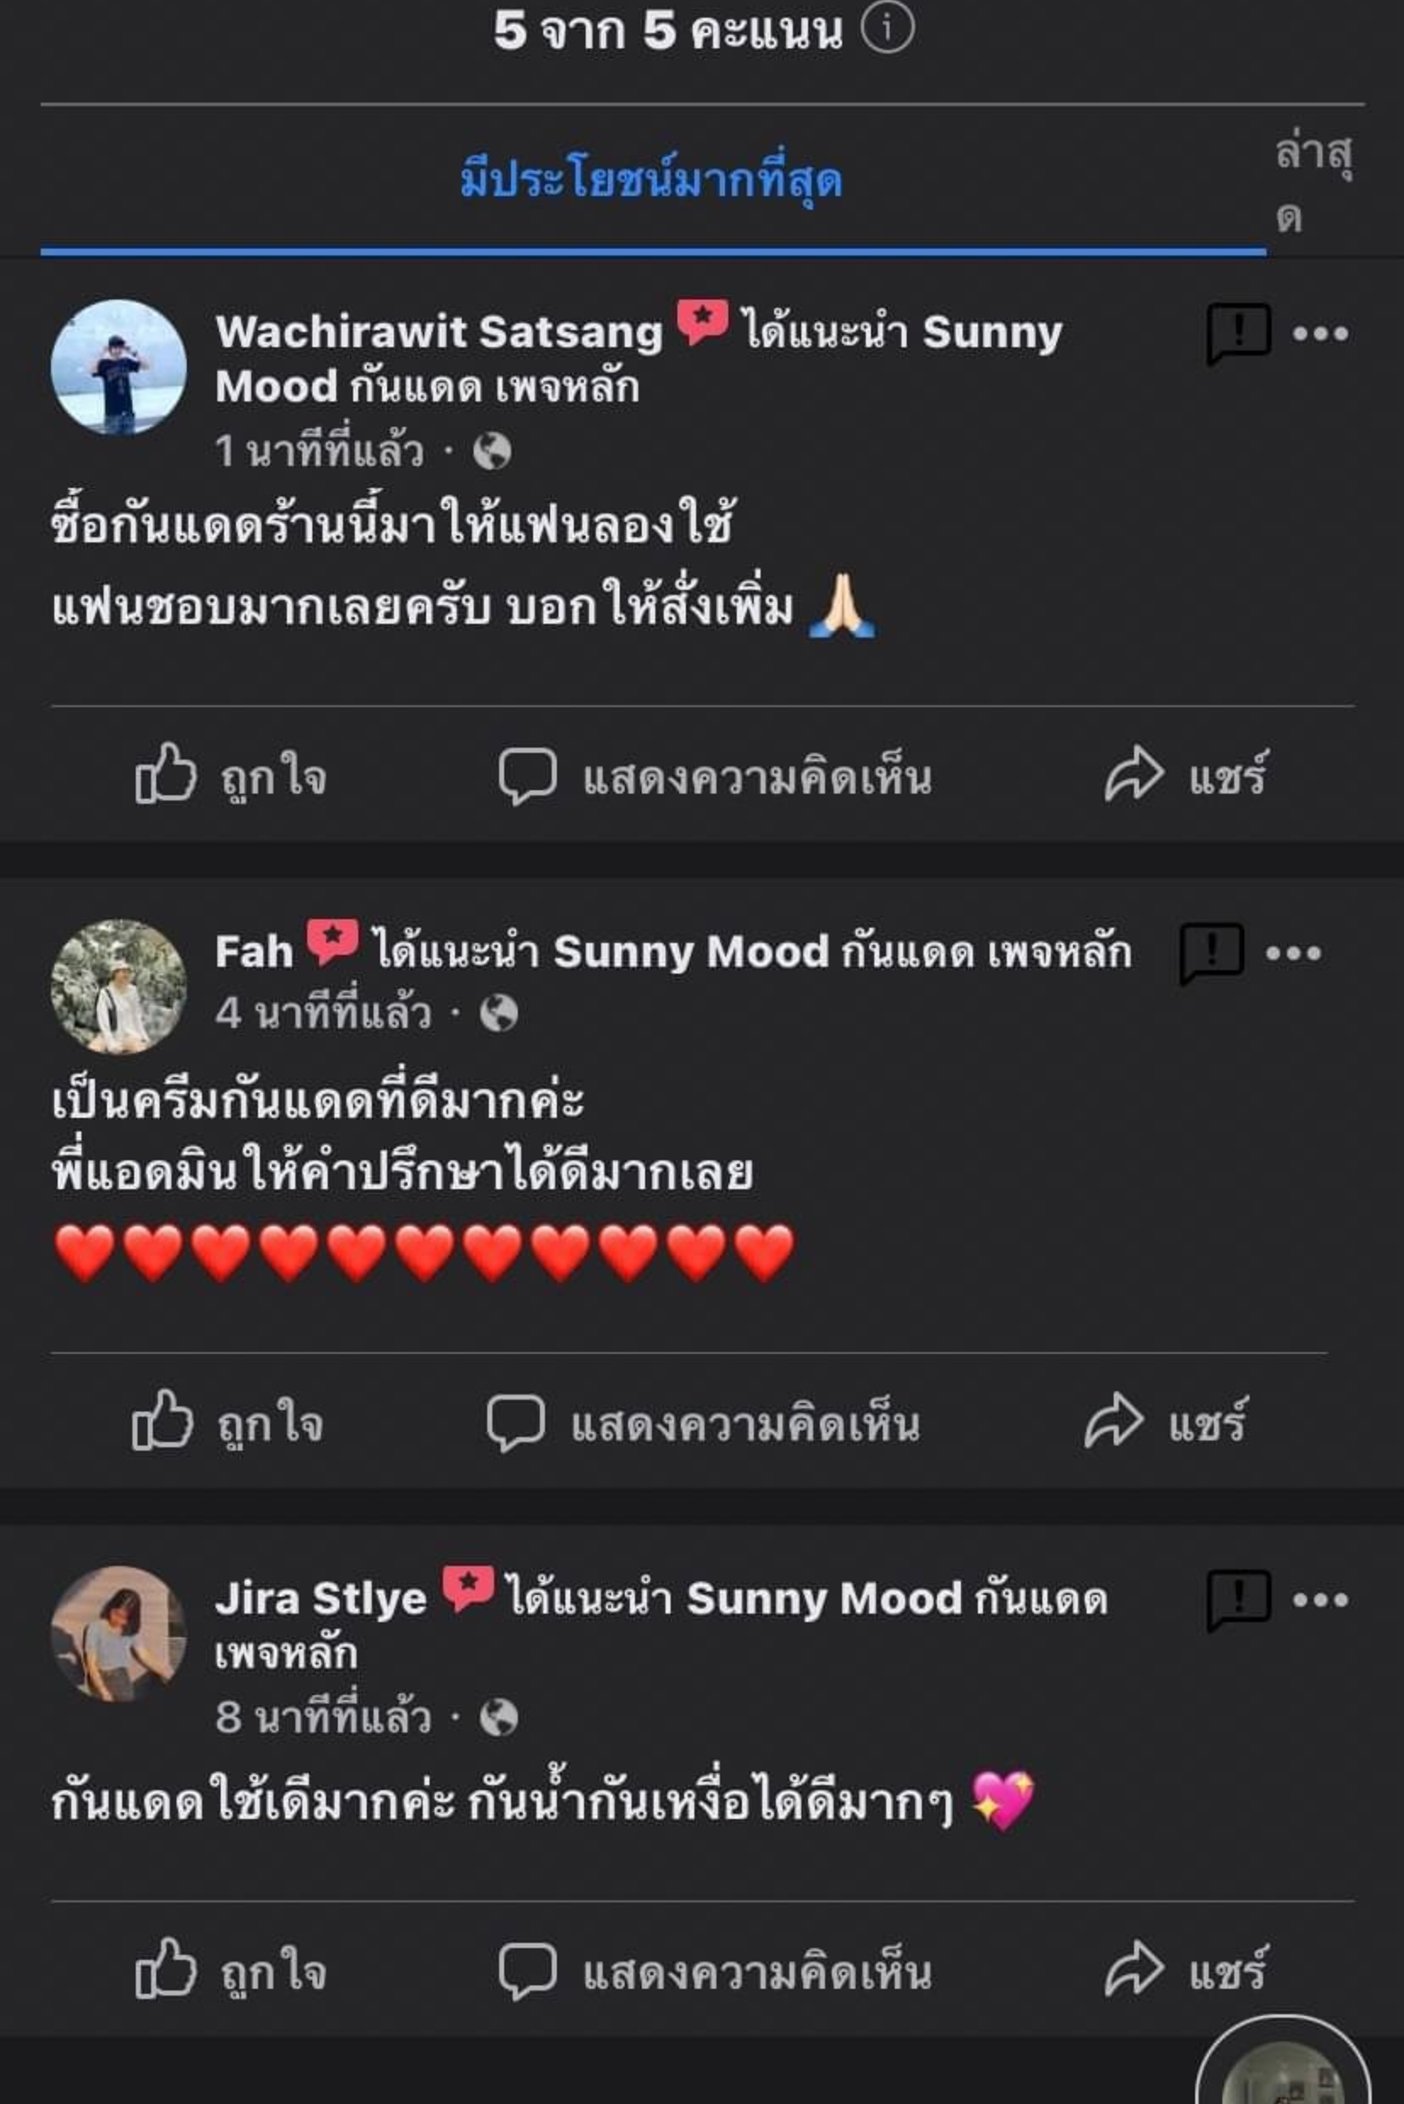 5 จาก 5 คะแนน
มีประโยชน์มากที่สุด
ล่าสุ
ด
Wachirawit Satsang ได้แนะนำ Sunny
Mood กันแดด เพจหลัก
1 นาทีที่แล้ว ·
ซื้อกันแดดร้านนี้มาให้แฟนลองใช้
แฟนชอบมากเลยครับ บอกให้สั่งเพิ่ม 🙏🏻
ถูกใจ แสดงความคิดเห็น แชร์
Fah ได้แนะนำ Sunny Mood กันแดด เพจหลัก
4 นาทีที่แล้ว ·
เป็นครีมกันแดดที่ดีมากค่ะ
พี่แอดมินให้คำปรึกษาได้ดีมากเลย
❤️❤️❤️❤️❤️❤️❤️❤️❤️❤️❤️
ถูกใจ แสดงความคิดเห็น แชร์
Jira Stlye ได้แนะนำ Sunny Mood กันแดด
เพจหลัก
8 นาทีที่แล้ว ·
กันแดดใช้เดีมากค่ะ กันน้ำกันเหงื่อได้ดีมากๆ 💖
ถูกใจ แสดงความคิดเห็น แชร์